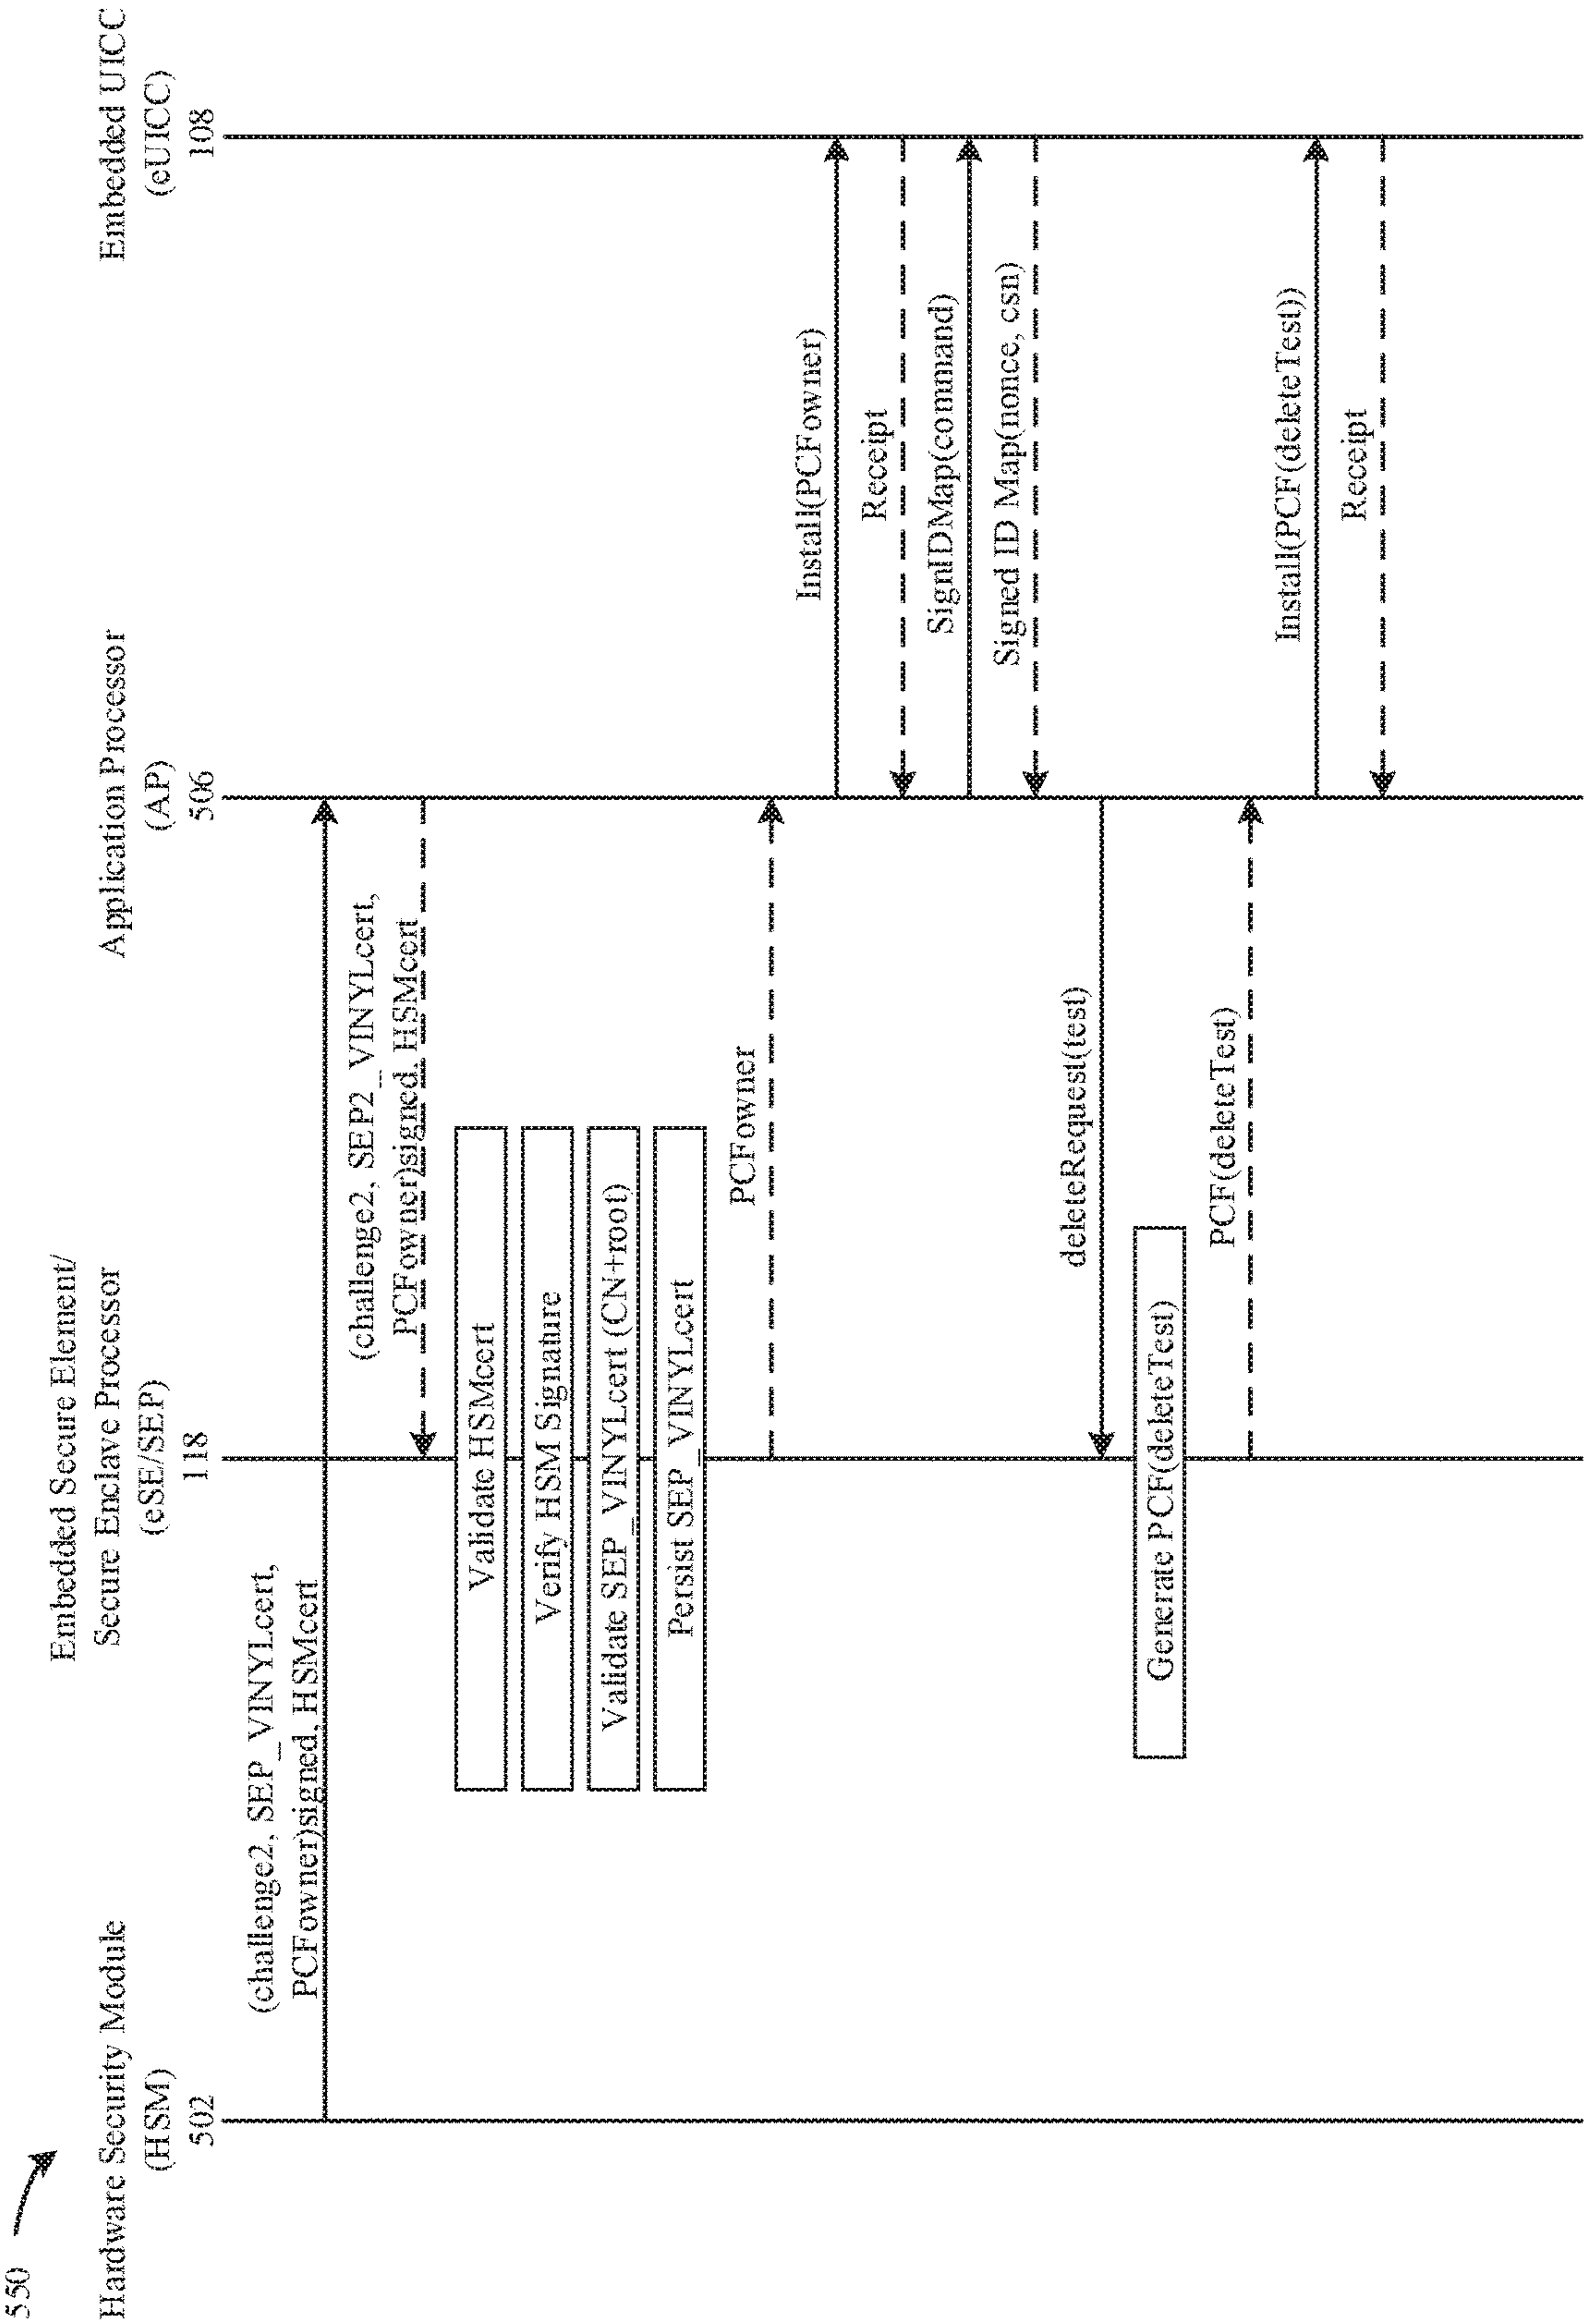 550
Hardware Security Module
(HSM)
502
Embedded Secure Element/
Secure Enclave Processor
(eSE/SEP)
118
Application Processor
(AP)
506
Embedded UICC
(eUICC)
108
(challenge2, SEP_VINYLcert,
PCFowner)signed, HSMcert
(challenge2, SEP2_VINYLcert,
PCFowner)signed, HSMcert
Validate HSMcert
Verify HSM Signature
Validate SEP_VINYLcert (CN+root)
Persist SEP_VINYLcert
PCFowner
Install(PCFowner)
Receipt
SignIDMap(command)
Signed ID Map(nonce, csn)
deleteRequest(test)
Generate PCF(deleteTest)
PCF(deleteTest)
Install(PCF(deleteTest))
Receipt